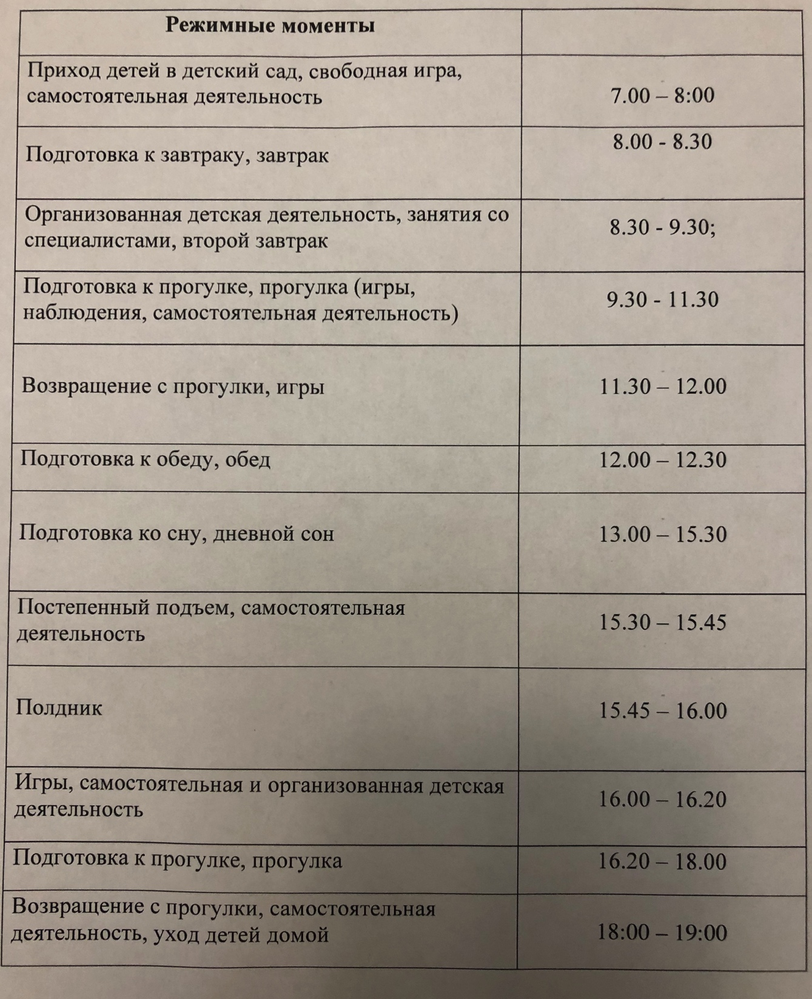 Режимные моменты
Приход детей в детский сад, свободная игра,
самостоятельная деятельность
7.00 – 8:00
Подготовка к завтраку, завтрак
8.00 - 8.30
Организованная детская деятельность, занятия со
специалистами, второй завтрак
8.30 - 9.30;
Подготовка к прогулке, прогулка (игры,
наблюдения, самостоятельная деятельность)
9.30 - 11.30
Возвращение с прогулки, игры
11.30 – 12.00
Подготовка к обеду, обед
12.00 – 12.30
Подготовка ко сну, дневной сон
13.00 – 15.30
Постепенный подъем, самостоятельная
деятельность
15.30 – 15.45
Полдник
15.45 – 16.00
Игры, самостоятельная и организованная детская
деятельность
16.00 – 16.20
Подготовка к прогулке, прогулка
16.20 – 18.00
Возвращение с прогулки, самостоятельная
деятельность, уход детей домой
18:00 – 19:00